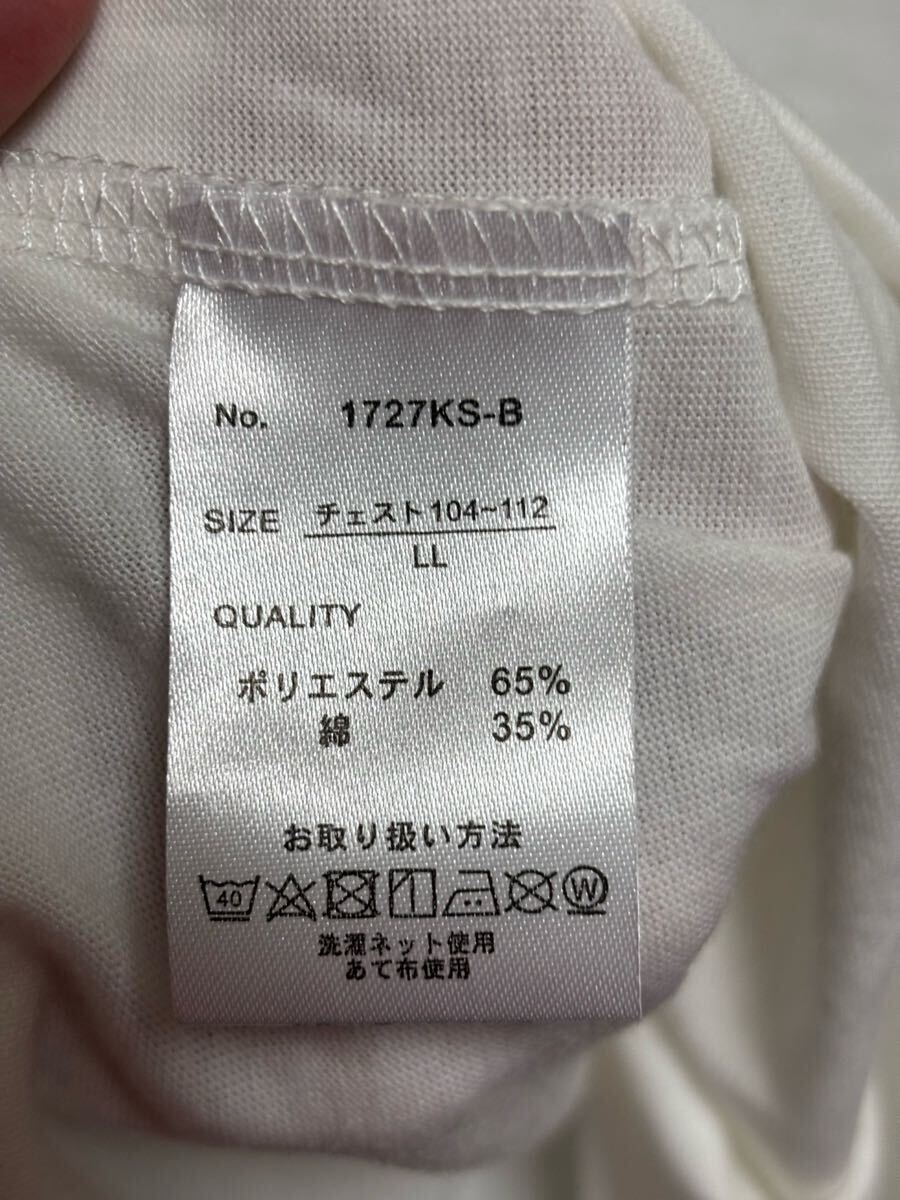 No. 1727KS-B
SIZE チェスト104~112
LL
QUALITY
ポリエステル 65%
綿 35%
お取り扱い方法
40 W
洗濯ネット使用
あて布使用